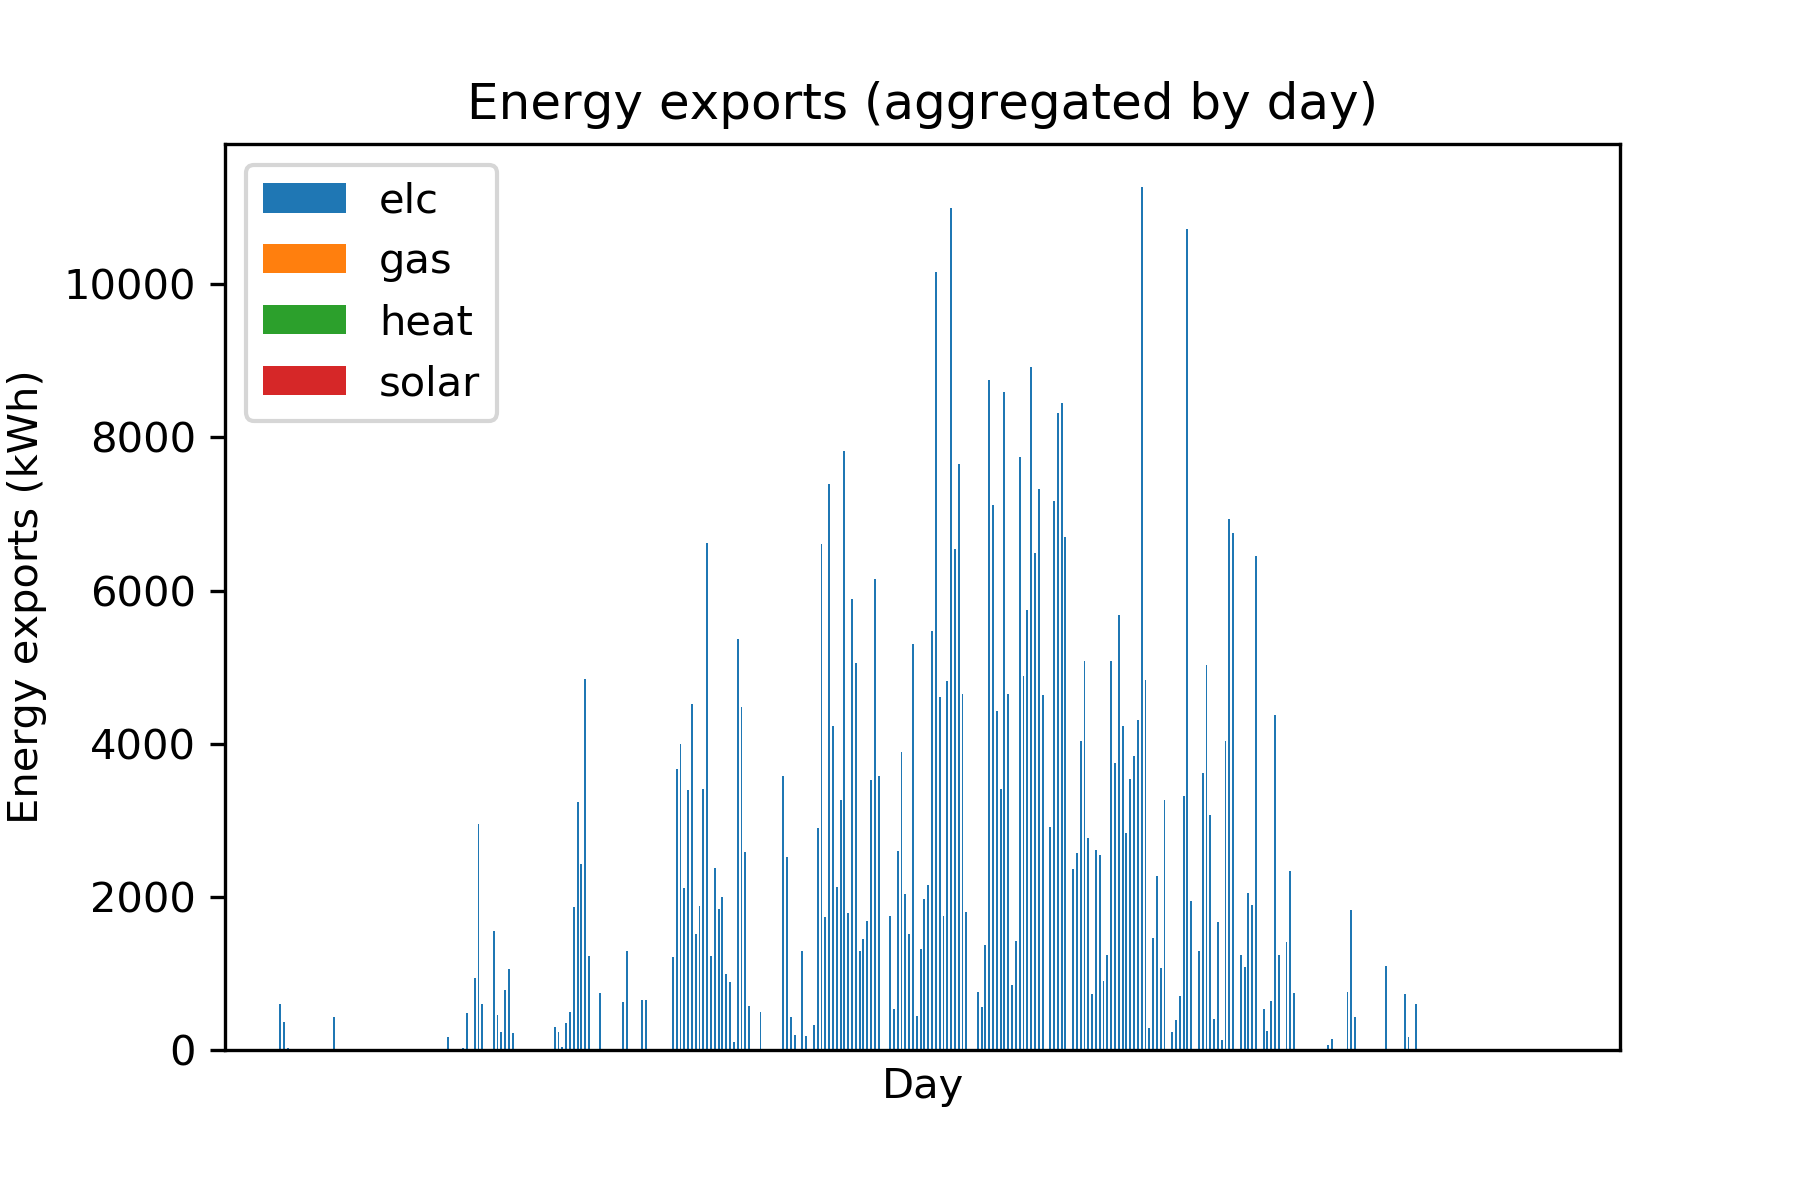 Energy exports (aggregated by day)
elc
gas
heat
solar
10000
8000
6000
4000
2000
0
Energy exports (kWh)
Day